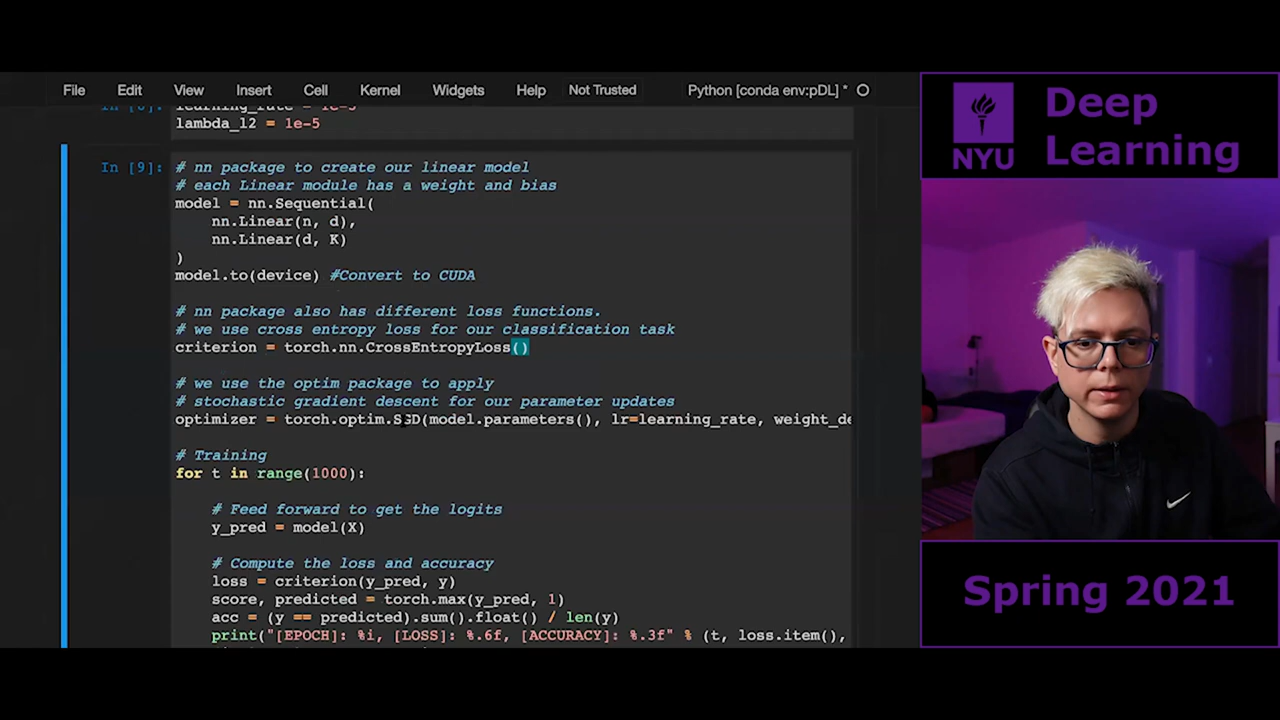 File Edit View Insert Cell Kernel Widgets Help Not Trusted Python [conda env:pDL] *
lambda_l2 = 1e-5
In [9]:
# nn package to create our linear model
# each Linear module has a weight and bias
model = nn.Sequential(
nn.Linear(n, d),
nn.Linear(d, K)
)
model.to(device) #Convert to CUDA
# nn package also has different loss functions.
# we use cross entropy loss for our classification task
criterion = torch.nn.CrossEntropyLoss()
# we use the optim package to apply
# stochastic gradient descent for our parameter updates
optimizer = torch.optim.SGD(model.parameters(), lr=learning_rate, weight_de
# Training
for t in range(1000):
# Feed forward to get the logits
y_pred = model(X)
# Compute the loss and accuracy
loss = criterion(y_pred, y)
score, predicted = torch.max(y_pred, 1)
acc = (y == predicted).sum().float() / len(y)
print("[EPOCH]: %i, [LOSS]: %.6f, [ACCURACY]: %.3f" % (t, loss.item(),
NYU
Deep
Learning
Spring 2021